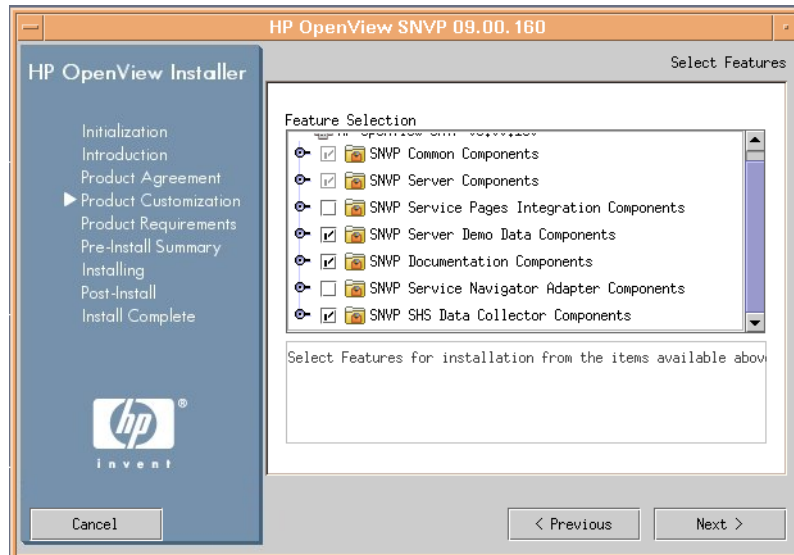 HP OpenView SNVP 09.00.160
HP OpenView Installer
Select Features
Initialization
Introduction
Product Agreement
Product Customization
Product Requirements
Pre-Install Summary
Installing
Post-Install
Install Complete
hp
®
invent
Feature Selection
SNVP Common Components
SNVP Server Components
SNVP Service Pages Integration Components
SNVP Server Demo Data Components
SNVP Documentation Components
SNVP Service Navigator Adapter Components
SNVP SHS Data Collector Components
Select Features for installation from the items available abov
Cancel
< Previous
Next >